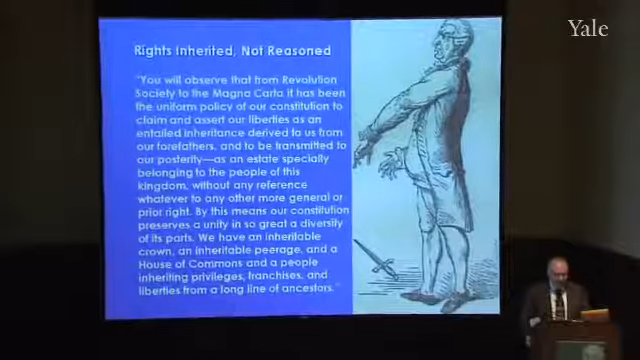 Yale
Rights Inherited, Not Reasoned
"You will observe that from Revolution
Society to the Magna Carta it has been
the uniform policy of our constitution to
claim and assert our liberties as an
entailed inheritance derived to us from
our forefathers, and to be transmitted to
our posterity—as an estate specially
belonging to the people of this
kingdom, without any reference
whatever to any other more general or
prior right. By this means our constitution
preserves a unity in so great a diversity
of its parts. We have an inheritable
crown, an inheritable peerage, and a
House of Commons and a people
inheriting privileges, franchises, and
liberties from a long line of ancestors."